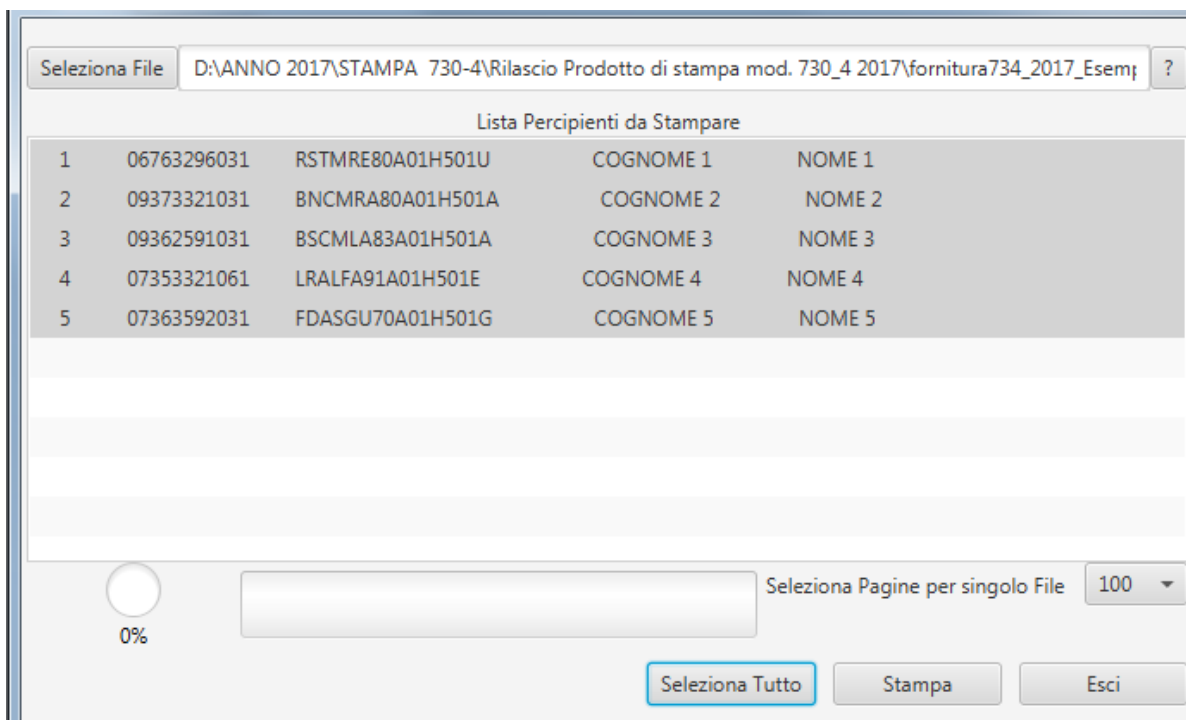 Seleziona File D:\ANNO 2017\STAMPA  730-4\Rilascio Prodotto di stampa mod. 730_4 2017\fornitura734_2017_Esemp ?
Lista Percipienti da Stampare
1 06763296031 RSTMRE80A01H501U COGNOME 1 NOME 1
2 09373321031 BNCMRA80A01H501A COGNOME 2 NOME 2
3 09362591031 BSCMLA83A01H501A COGNOME 3 NOME 3
4 07353321061 LRALFA91A01H501E COGNOME 4 NOME 4
5 07363592031 FDASGU70A01H501G COGNOME 5 NOME 5
Seleziona Pagine per singolo File 100
0%
Seleziona Tutto Stampa Esci